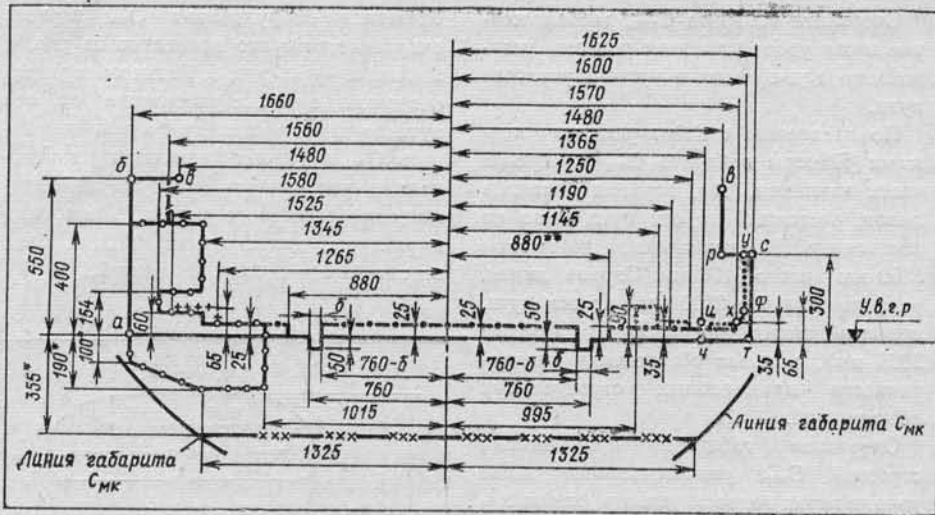 1625
1600
1660
1570
1560
1480
1480
1365
1580
1250
1525
1190
1345
1145
1265
880**
880
б
б
в
г
у
р
с
550
400
154
60
300
а
100*
190*
355*
65
25
б
25
25
50
25
90
35
ц
х
ф
ч
т
У.в.г.р
35
65
50
760-б
760-б
б
760
760
1015
995
Линия габарита Смк
Линия габарита Смк
1325
1325